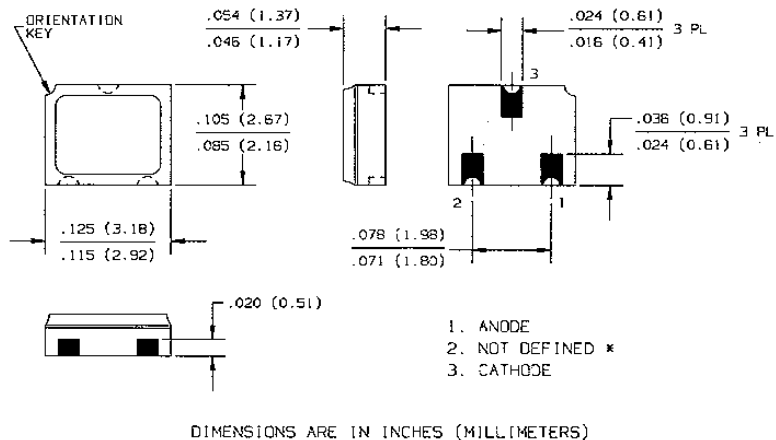 ORIENTATION
KEY
.054 (1.37)
.046 (1.17)
.024 (0.61)
.016 (0.41)
3 PL
3
.105 (2.67)
.085 (2.16)
.036 (0.91)
.024 (0.61)
3 PL
2
1
.125 (3.18)
.115 (2.92)
.078 (1.98)
.071 (1.80)
.020 (0.51)
1. ANODE
2. NOT DEFINED *
3. CATHODE
DIMENSIONS ARE IN INCHES (MILLIMETERS)